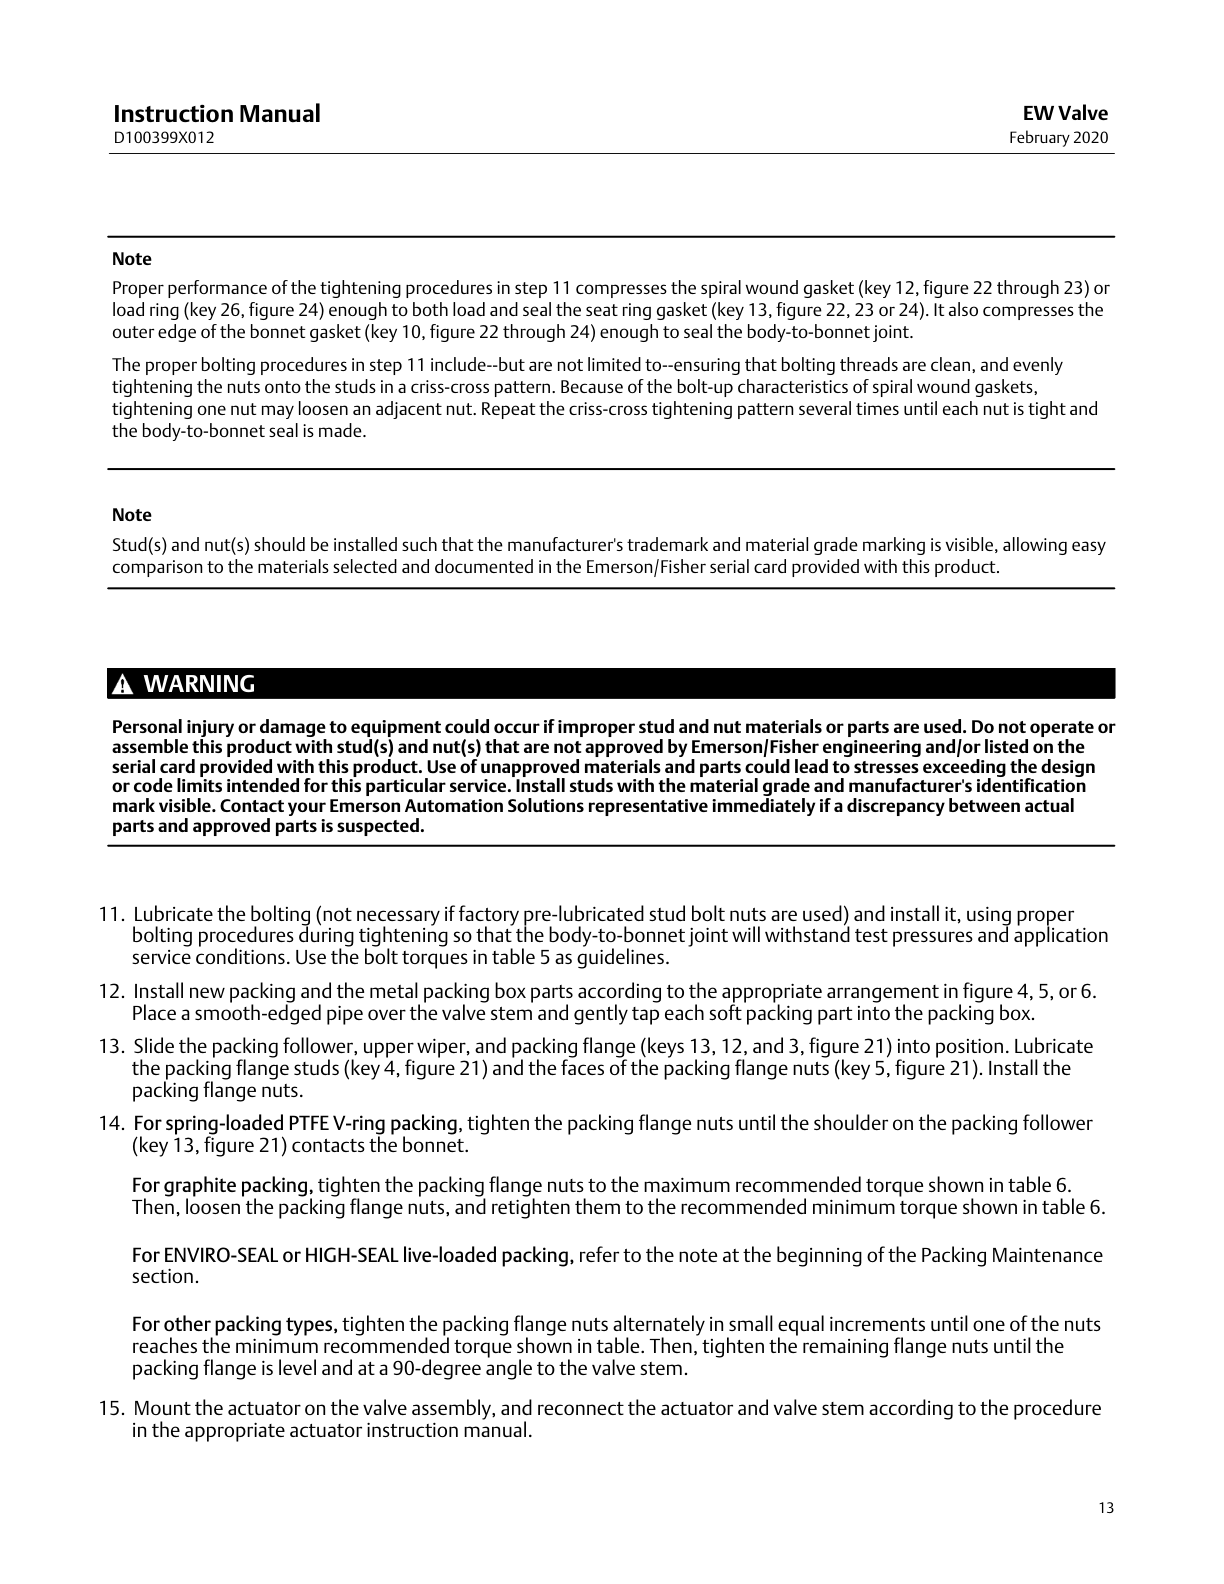 Instruction Manual
D100399X012
EW Valve
February 2020
Note
Proper performance of the tightening procedures in step 11 compresses the spiral wound gasket (key 12, figure 22 through 23) or
load ring (key 26, figure 24) enough to both load and seal the seat ring gasket (key 13, figure 22, 23 or 24). It also compresses the
outer edge of the bonnet gasket (key 10, figure 22 through 24) enough to seal the body-to-bonnet joint.
The proper bolting procedures in step 11 include--but are not limited to--ensuring that bolting threads are clean, and evenly
tightening the nuts onto the studs in a criss-cross pattern. Because of the bolt-up characteristics of spiral wound gaskets,
tightening one nut may loosen an adjacent nut. Repeat the criss-cross tightening pattern several times until each nut is tight and
the body-to-bonnet seal is made.
Note
Stud(s) and nut(s) should be installed such that the manufacturer's trademark and material grade marking is visible, allowing easy
comparison to the materials selected and documented in the Emerson/Fisher serial card provided with this product.
WARNING
Personal injury or damage to equipment could occur if improper stud and nut materials or parts are used. Do not operate or
assemble this product with stud(s) and nut(s) that are not approved by Emerson/Fisher engineering and/or listed on the
serial card provided with this product. Use of unapproved materials and parts could lead to stresses exceeding the design
or code limits intended for this particular service. Install studs with the material grade and manufacturer's identification
mark visible. Contact your Emerson Automation Solutions representative immediately if a discrepancy between actual
parts and approved parts is suspected.
11. Lubricate the bolting (not necessary if factory pre-lubricated stud bolt nuts are used) and install it, using proper
bolting procedures during tightening so that the body-to-bonnet joint will withstand test pressures and application
service conditions. Use the bolt torques in table 5 as guidelines.
12. Install new packing and the metal packing box parts according to the appropriate arrangement in figure 4, 5, or 6.
Place a smooth-edged pipe over the valve stem and gently tap each soft packing part into the packing box.
13. Slide the packing follower, upper wiper, and packing flange (keys 13, 12, and 3, figure 21) into position. Lubricate
the packing flange studs (key 4, figure 21) and the faces of the packing flange nuts (key 5, figure 21). Install the
packing flange nuts.
14. For spring-loaded PTFE V-ring packing, tighten the packing flange nuts until the shoulder on the packing follower
(key 13, figure 21) contacts the bonnet.
For graphite packing, tighten the packing flange nuts to the maximum recommended torque shown in table 6.
Then, loosen the packing flange nuts, and retighten them to the recommended minimum torque shown in table 6.
For ENVIRO-SEAL or HIGH-SEAL live-loaded packing, refer to the note at the beginning of the Packing Maintenance
section.
For other packing types, tighten the packing flange nuts alternately in small equal increments until one of the nuts
reaches the minimum recommended torque shown in table. Then, tighten the remaining flange nuts until the
packing flange is level and at a 90-degree angle to the valve stem.
15. Mount the actuator on the valve assembly, and reconnect the actuator and valve stem according to the procedure
in the appropriate actuator instruction manual.
13